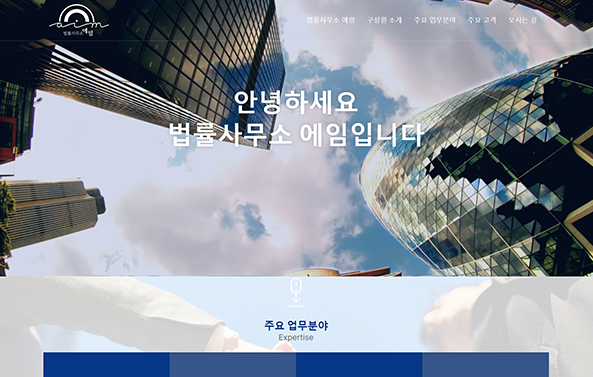 aim
법률사무소 에임
법률사무소 에임 구성원 소개 주요 업무분야 주요 고객 오시는 길
안녕하세요
법률사무소 에임입니다
주요 업무분야
Expertise